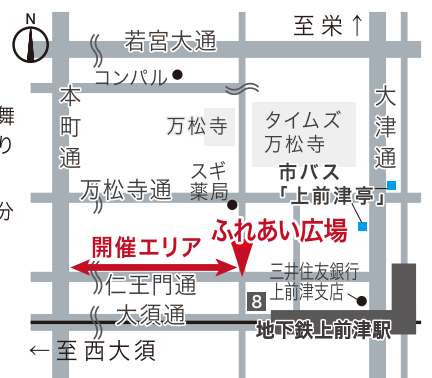 N
至栄↑
若宮大通
コンパル
本町通
大津通
舞
り
分
万松寺
タイムズ
万松寺
スギ
薬局
市バス
「上前津亭」
万松寺通
ふれあい広場
開催エリア
仁王門通
三井住友銀行
上前津支店
8
大須通
地下鉄上前津駅
←至西大須